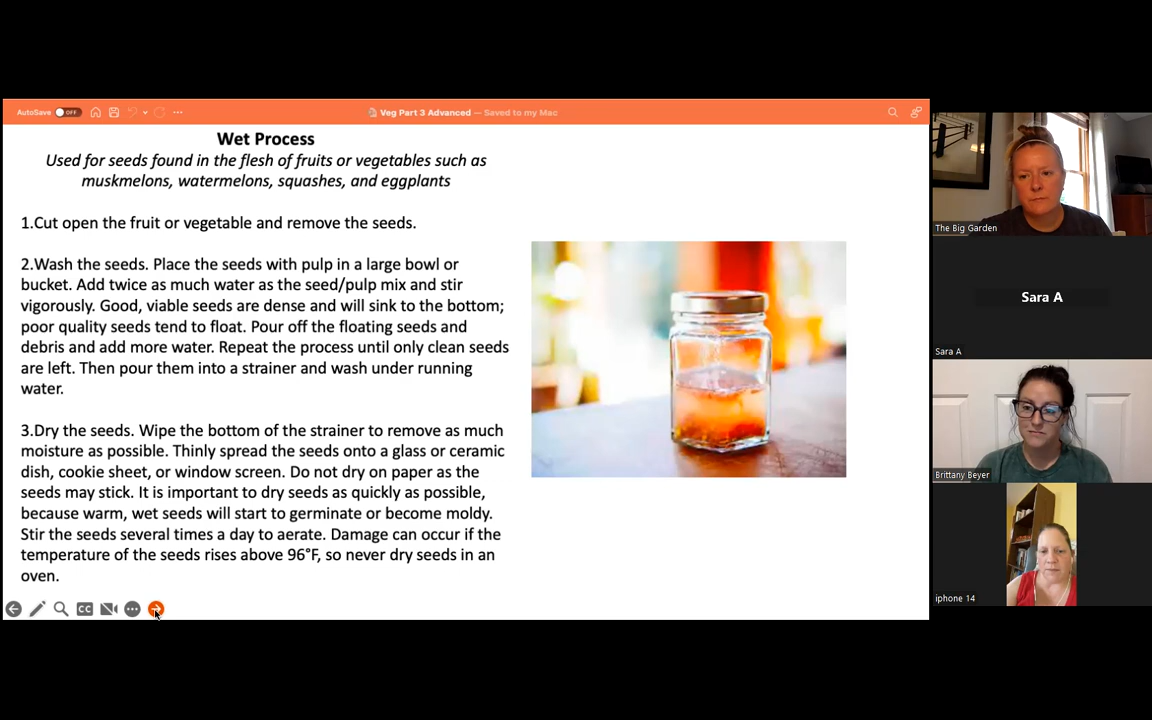 AutoSave OFF
Veg Part 3 Advanced — Saved to my Mac
Wet Process
Used for seeds found in the flesh of fruits or vegetables such as
muskmelons, watermelons, squashes, and eggplants
1.Cut open the fruit or vegetable and remove the seeds.
2.Wash the seeds. Place the seeds with pulp in a large bowl or
bucket. Add twice as much water as the seed/pulp mix and stir
vigorously. Good, viable seeds are dense and will sink to the bottom;
poor quality seeds tend to float. Pour off the floating seeds and
debris and add more water. Repeat the process until only clean seeds
are left. Then pour them into a strainer and wash under running
water.
3.Dry the seeds. Wipe the bottom of the strainer to remove as much
moisture as possible. Thinly spread the seeds onto a glass or ceramic
dish, cookie sheet, or window screen. Do not dry on paper as the
seeds may stick. It is important to dry seeds as quickly as possible,
because warm, wet seeds will start to germinate or become moldy.
Stir the seeds several times a day to aerate. Damage can occur if the
temperature of the seeds rises above 96°F, so never dry seeds in an
oven.
CC
The Big Garden
Sara A
Sara A
Brittany Beyer
iphone 14